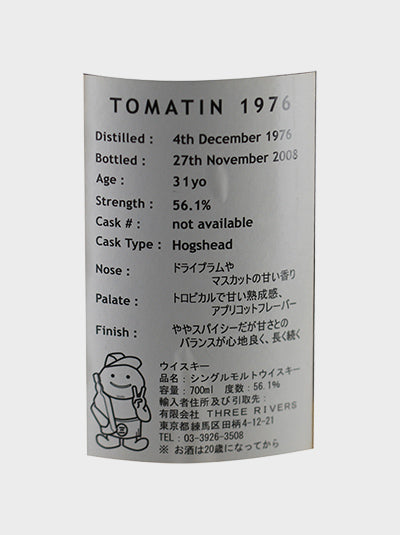 TOMATIN 1976
Distilled : 4th December 1976
Bottled : 27th November 2008
Age : 31yo
Strength : 56.1%
Cask # : not available
Cask Type : Hogshead
Nose : ドライプラムや
マスカットの甘い香り
Palate : トロピカルで甘い熟成感、
アプリコットフレーバー
Finish : ややスパイシーだが甘さとの
バランスが心地良く、長く続く
ウイスキー
品名：シングルモルトウイスキー
容量：700ml 度数：56.1%
輸入者住所及び引取先：
有限会社 THREE RIVERS
東京都練馬区田柄4-12-21
TEL : 03-3926-3508
※ お酒は20歳になってから